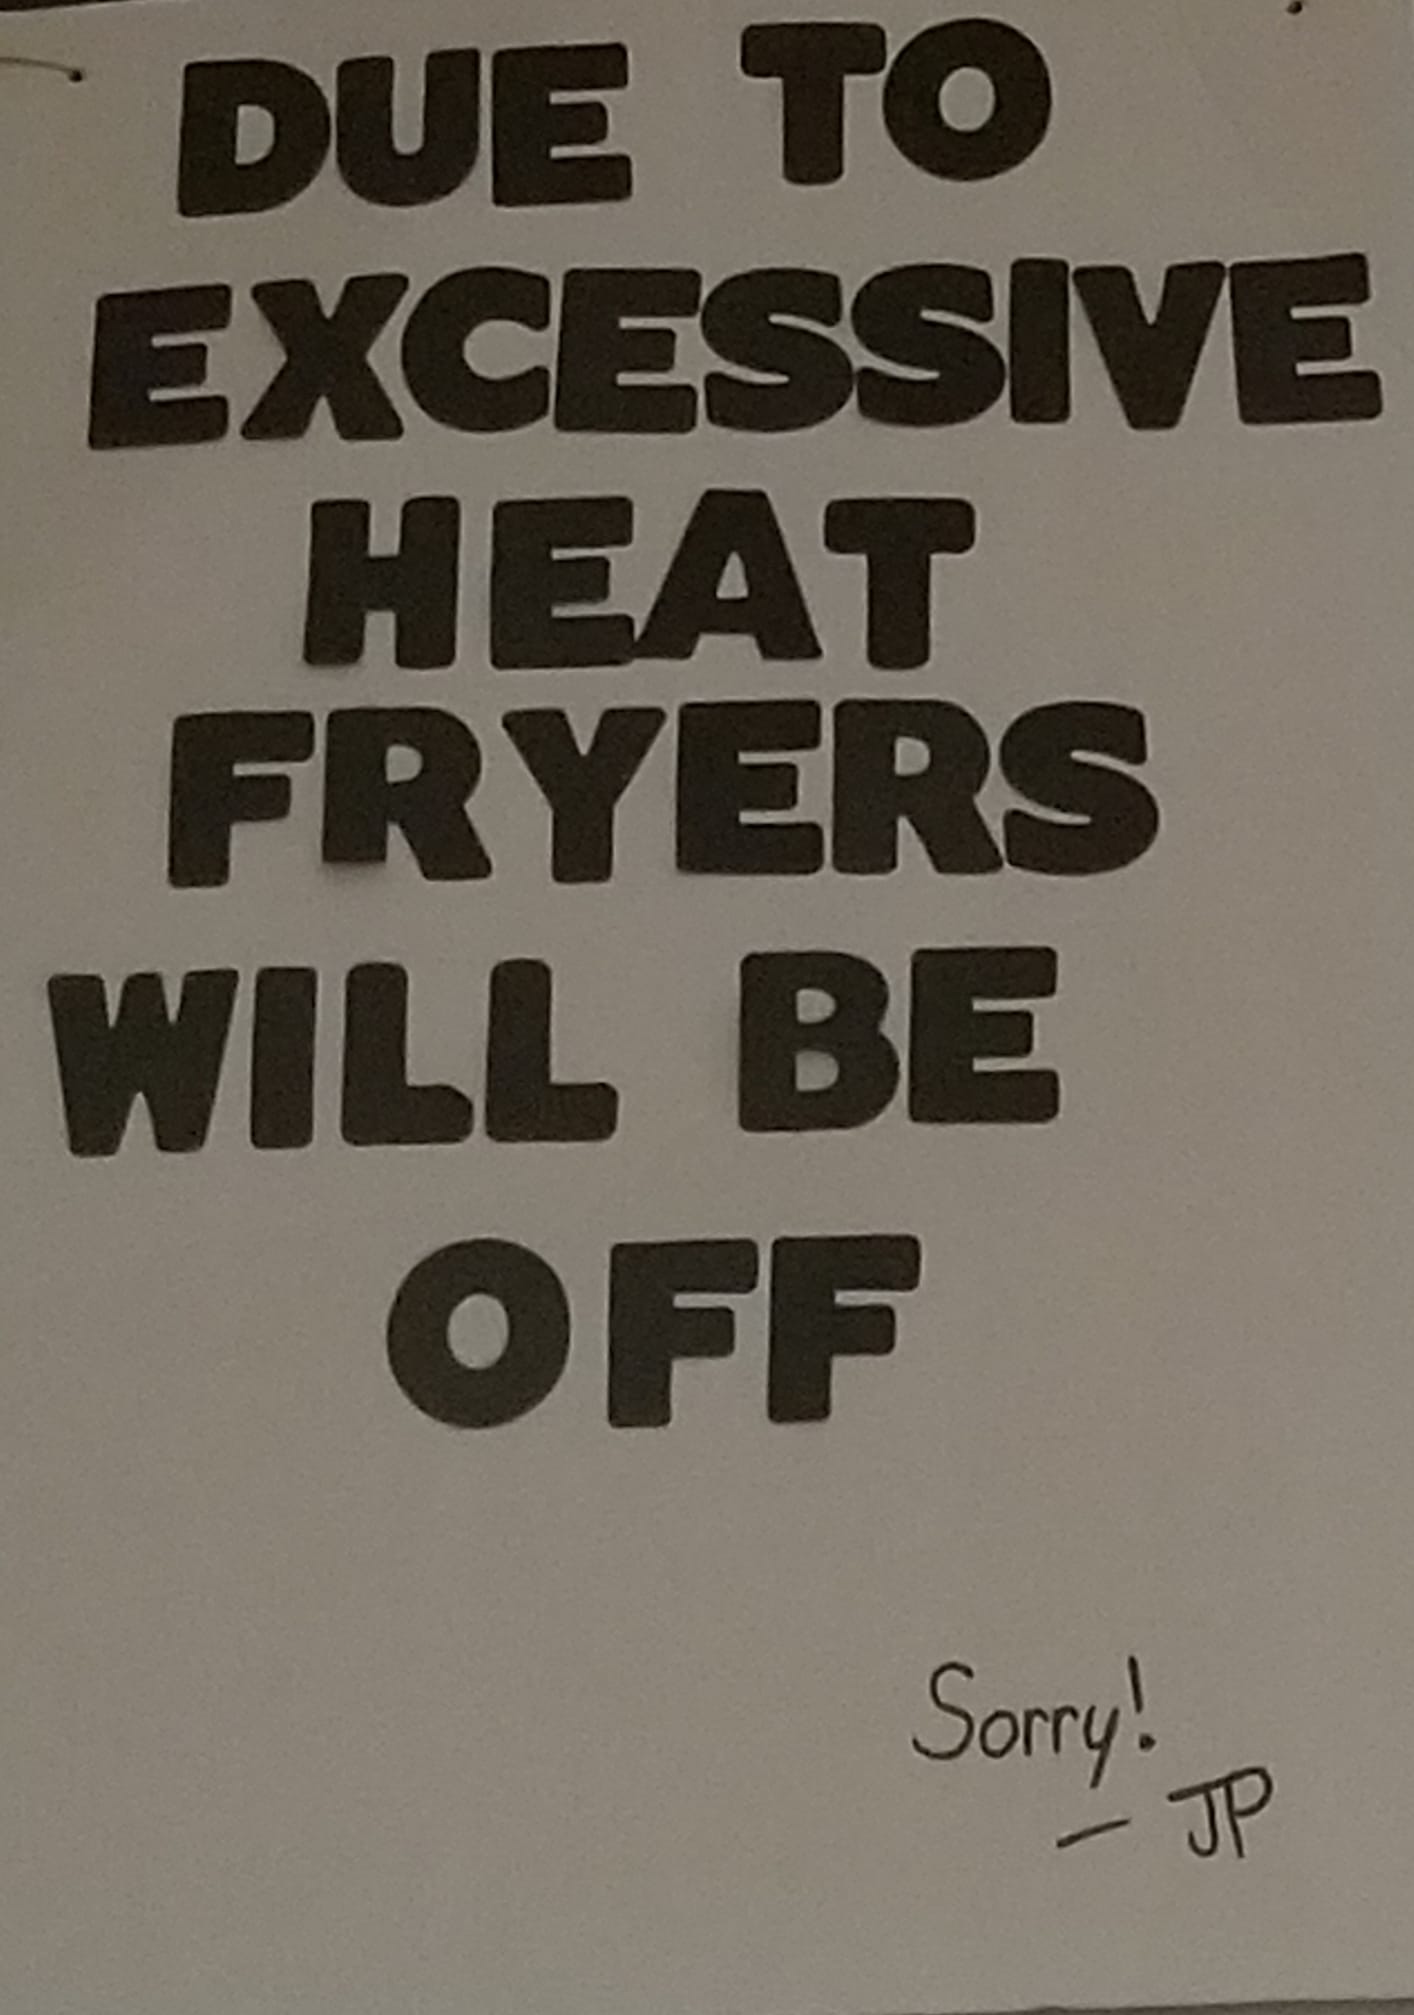 DUE TO
EXCESSIVE
HEAT
FRYERS
WILL BE
OFF
Sorry!
- JP